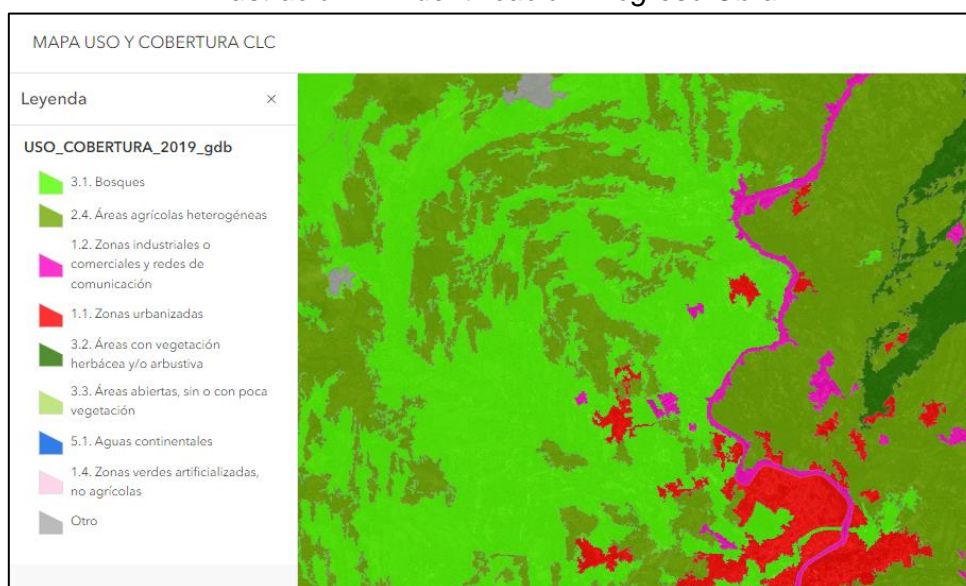 MAPA USO Y COBERTURA CLC
Leyenda ×
USO_COBERTURA_2019_gdb
3.1. Bosques
2.4. Áreas agrícolas heterogéneas
1.2. Zonas industriales o
comerciales y redes de
comunicación
1.1. Zonas urbanizadas
3.2. Áreas con vegetación
herbácea y/o arbustiva
3.3. Áreas abiertas, sin o con poca
vegetación
5.1. Aguas continentales
1.4. Zonas verdes artificializadas,
no agrícolas
Otro